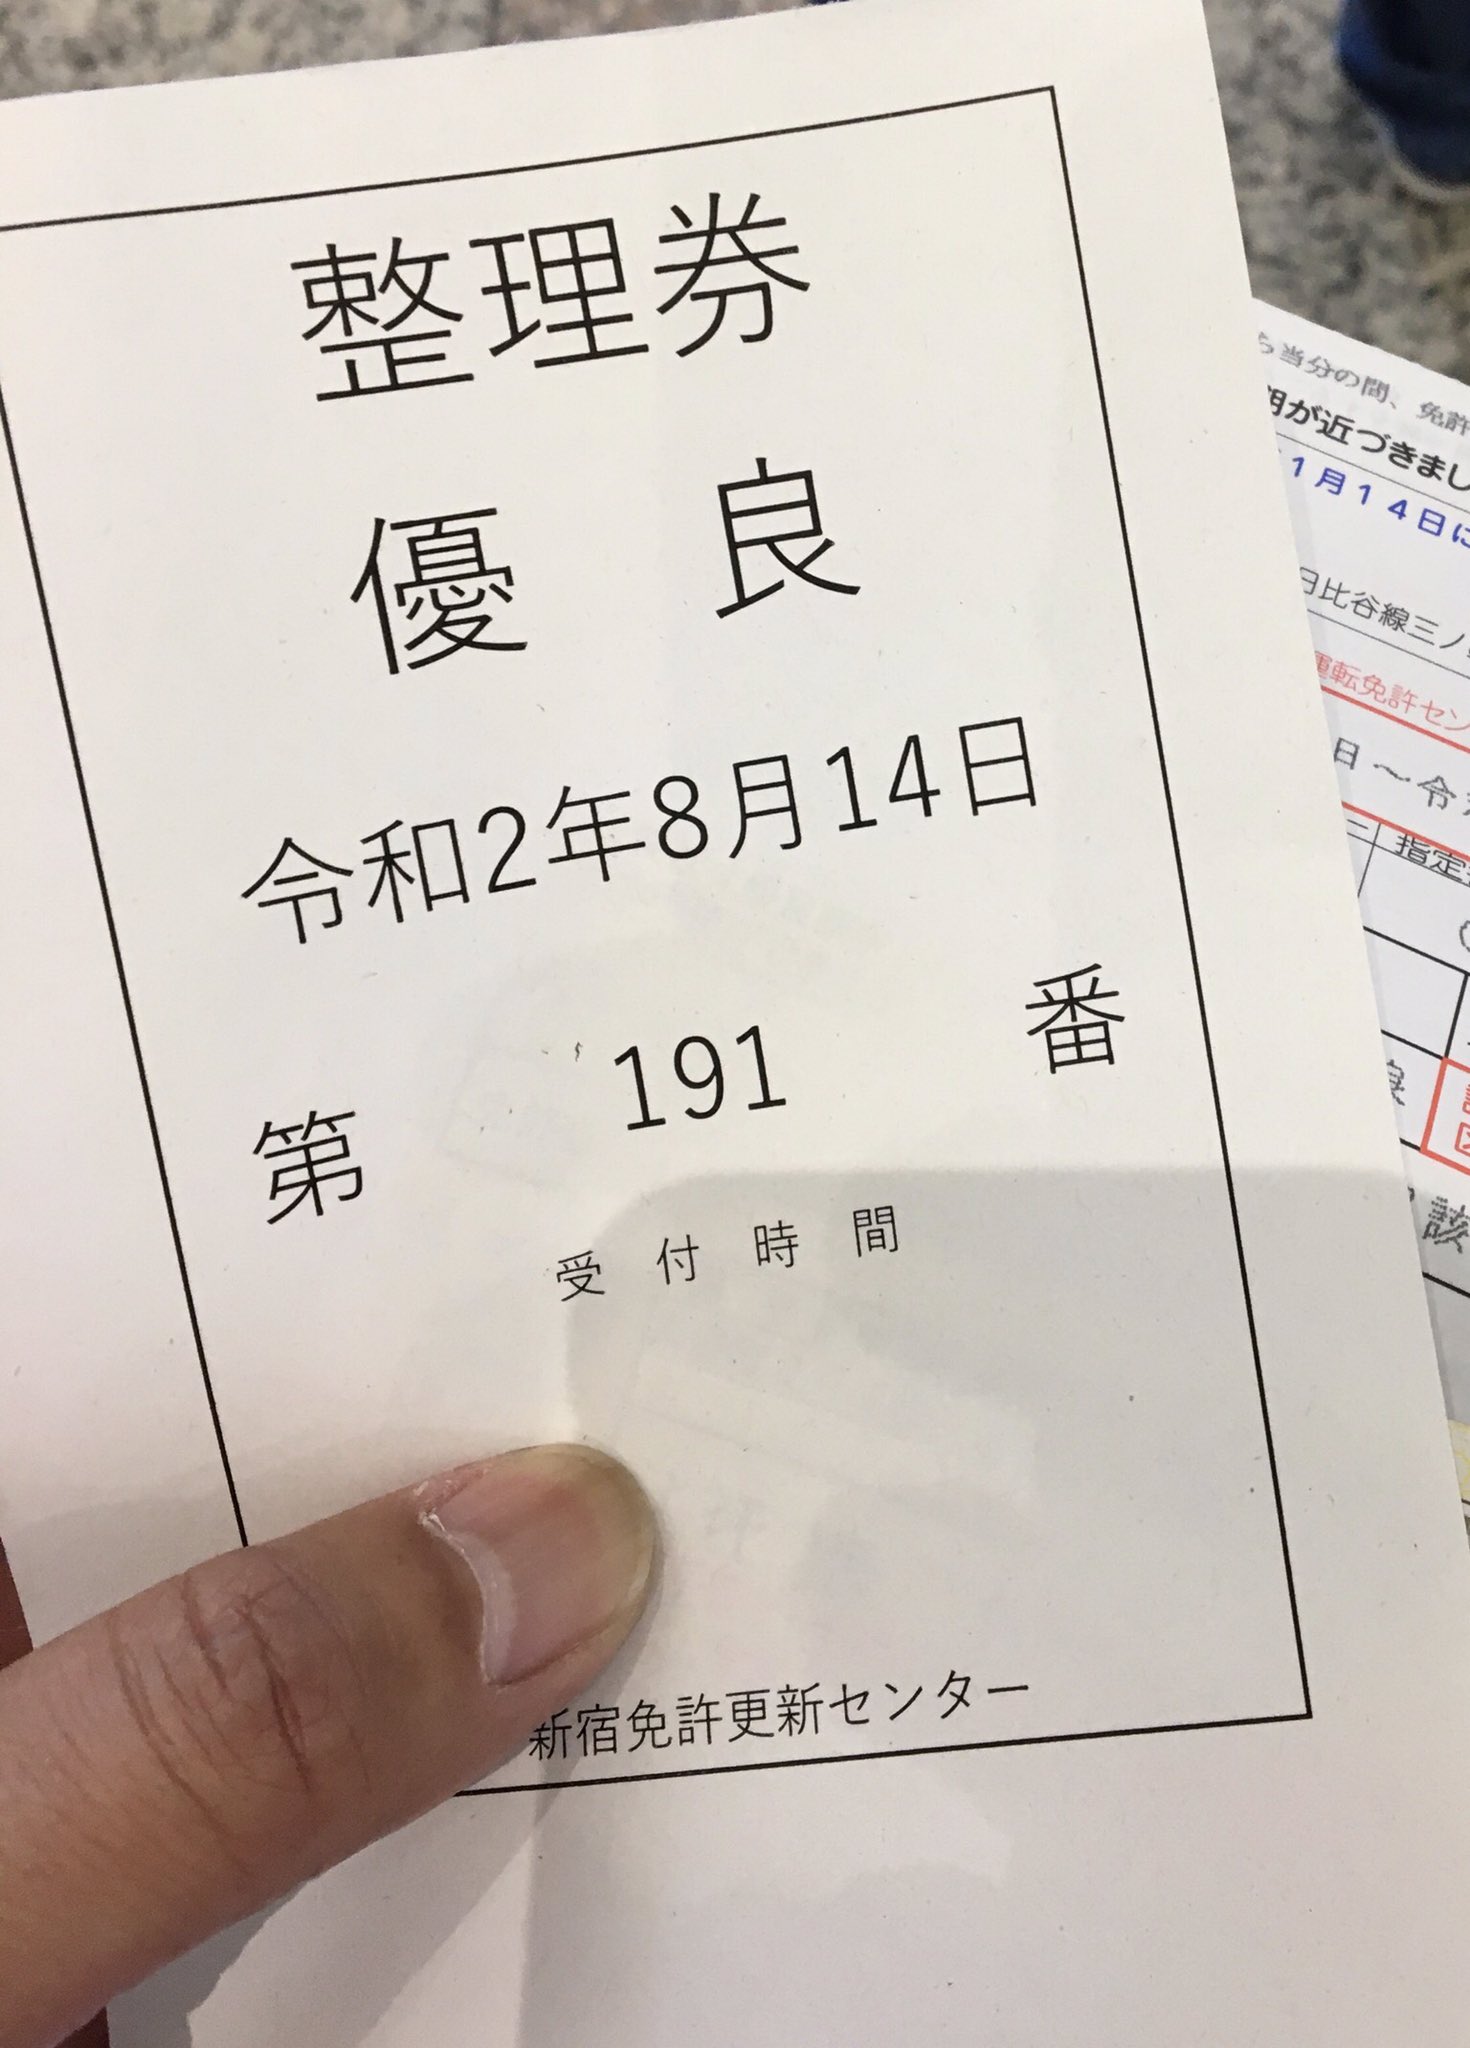 整理券
優良
令和2年8月14日
第 191 番
受付時間
新宿免許更新センター
ら当分の間、免許
期が近づきまし
1月14日に
日比谷線三ノ
運転免許セン
日～令
指定
該